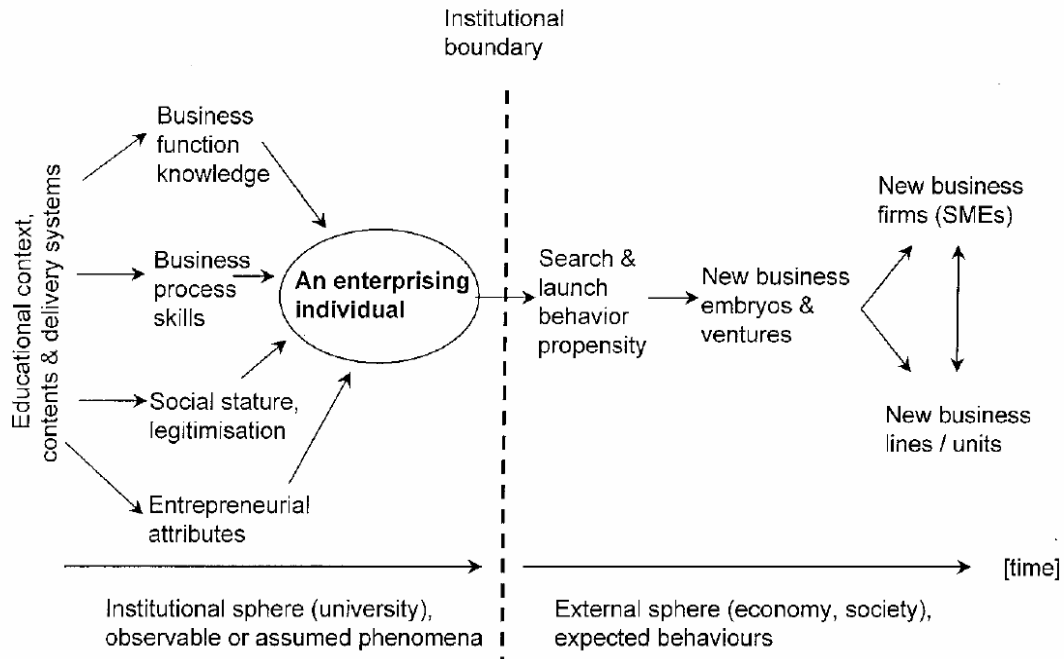 Institutional
boundary
Educational context,
contents & delivery systems
Business
function
knowledge
Business
process
skills
Social stature,
legitimisation
Entrepreneurial
attributes
An enterprising
individual
Search &
launch
behavior
propensity
New business
embryos &
ventures
New business
firms (SMEs)
New business
lines / units
[time]
Institutional sphere (university),
observable or assumed phenomena
External sphere (economy, society),
expected behaviours